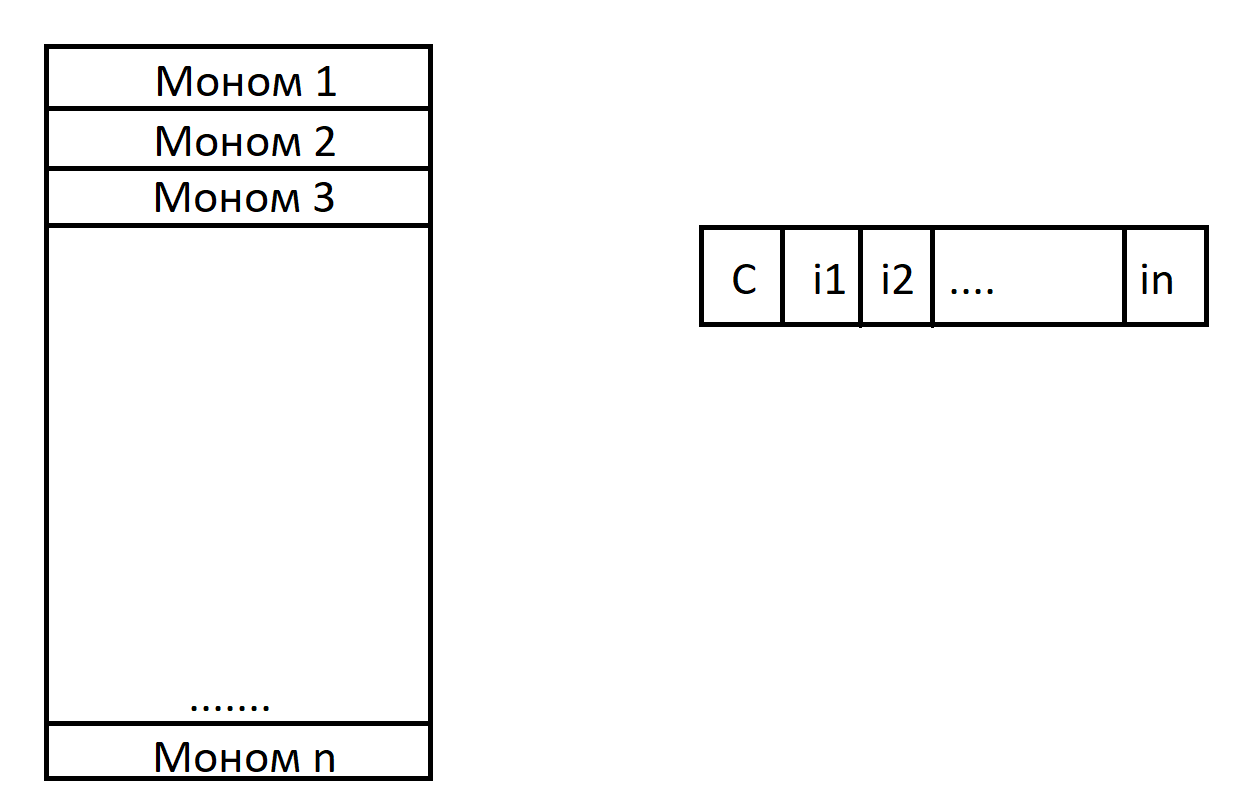 Моном 1
Моном 2
Моном 3
.......
Моном n
C i1 i2 .... in